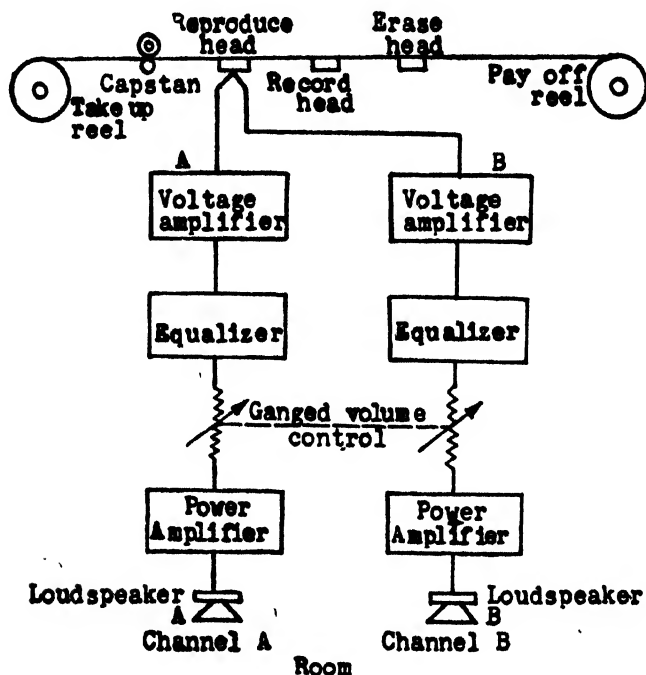 Reproduce
head
Erase
head
Capstan
Take up
reel
Record
head
Pay off
reel
A
B
Voltage
amplifier
Voltage
amplifier
Equalizer
Equalizer
Ganged volume
control
Power
Amplifier
Power
Amplifier
Loudspeaker
A
Channel A
Loudspeaker
B
Channel B
Room